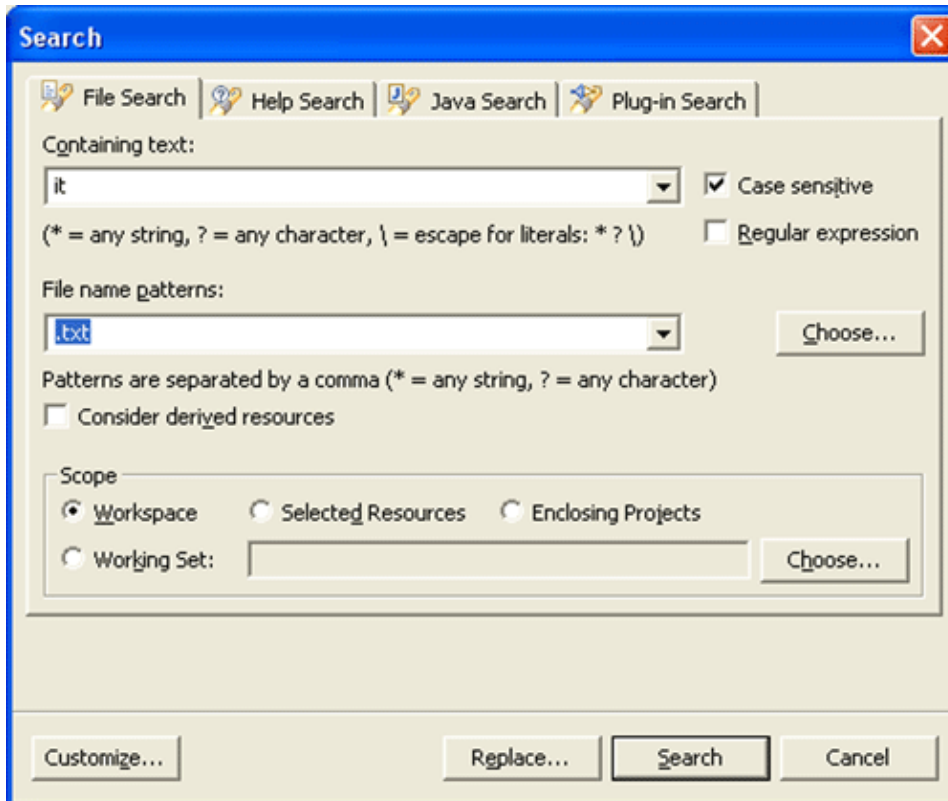 Search
File Search Help Search Java Search Plug-in Search
Containing text:
it
Case sensitive
(* = any string, ? = any character, \ = escape for literals: * ? \)
Regular expression
File name patterns:
.txt
Choose...
Patterns are separated by a comma (* = any string, ? = any character)
Consider derived resources
Scope
Workspace Selected Resources Enclosing Projects
Working Set: Choose...
Customize... Replace... Search Cancel